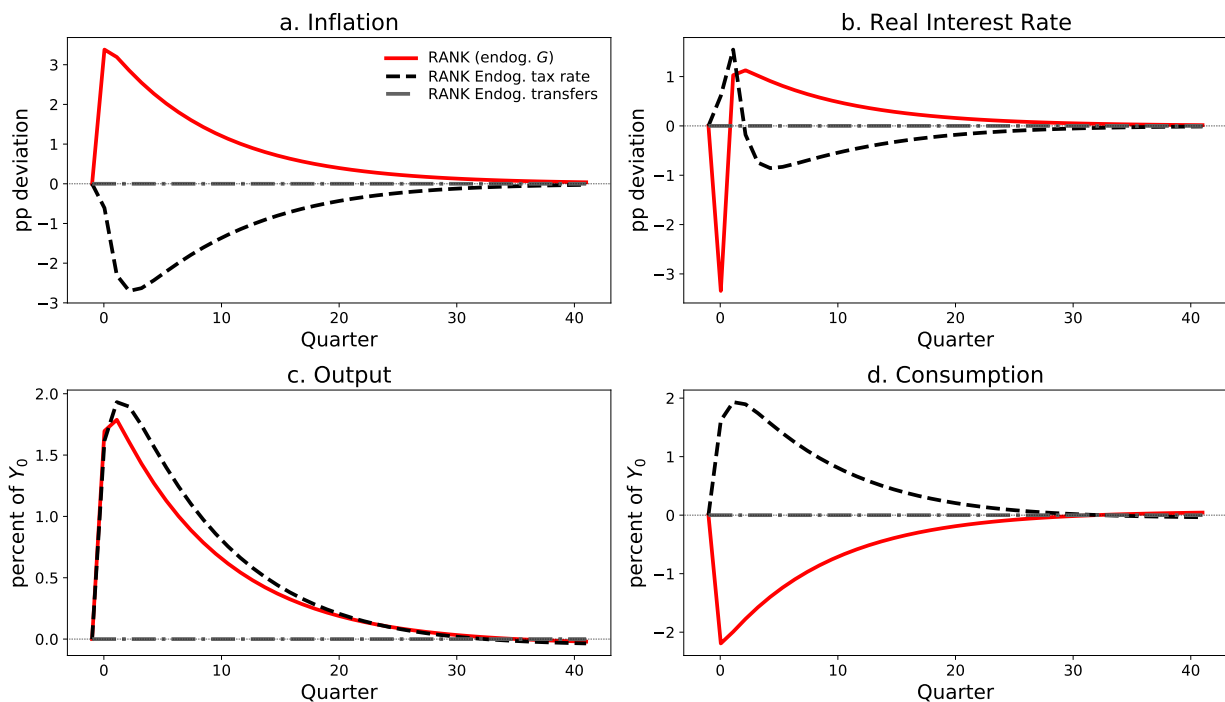 a. Inflation
pp deviation
3
2
1
0
−1
−2
−3
RANK (endog. G)
RANK Endog. tax rate
RANK Endog. transfers
0 10 20 30 40
Quarter
b. Real Interest Rate
pp deviation
1
0
−1
−2
−3
0 10 20 30 40
Quarter
c. Output
percent of Y₀
2.0
1.5
1.0
0.5
0.0
0 10 20 30 40
Quarter
d. Consumption
percent of Y₀
2
1
0
−1
−2
0 10 20 30 40
Quarter